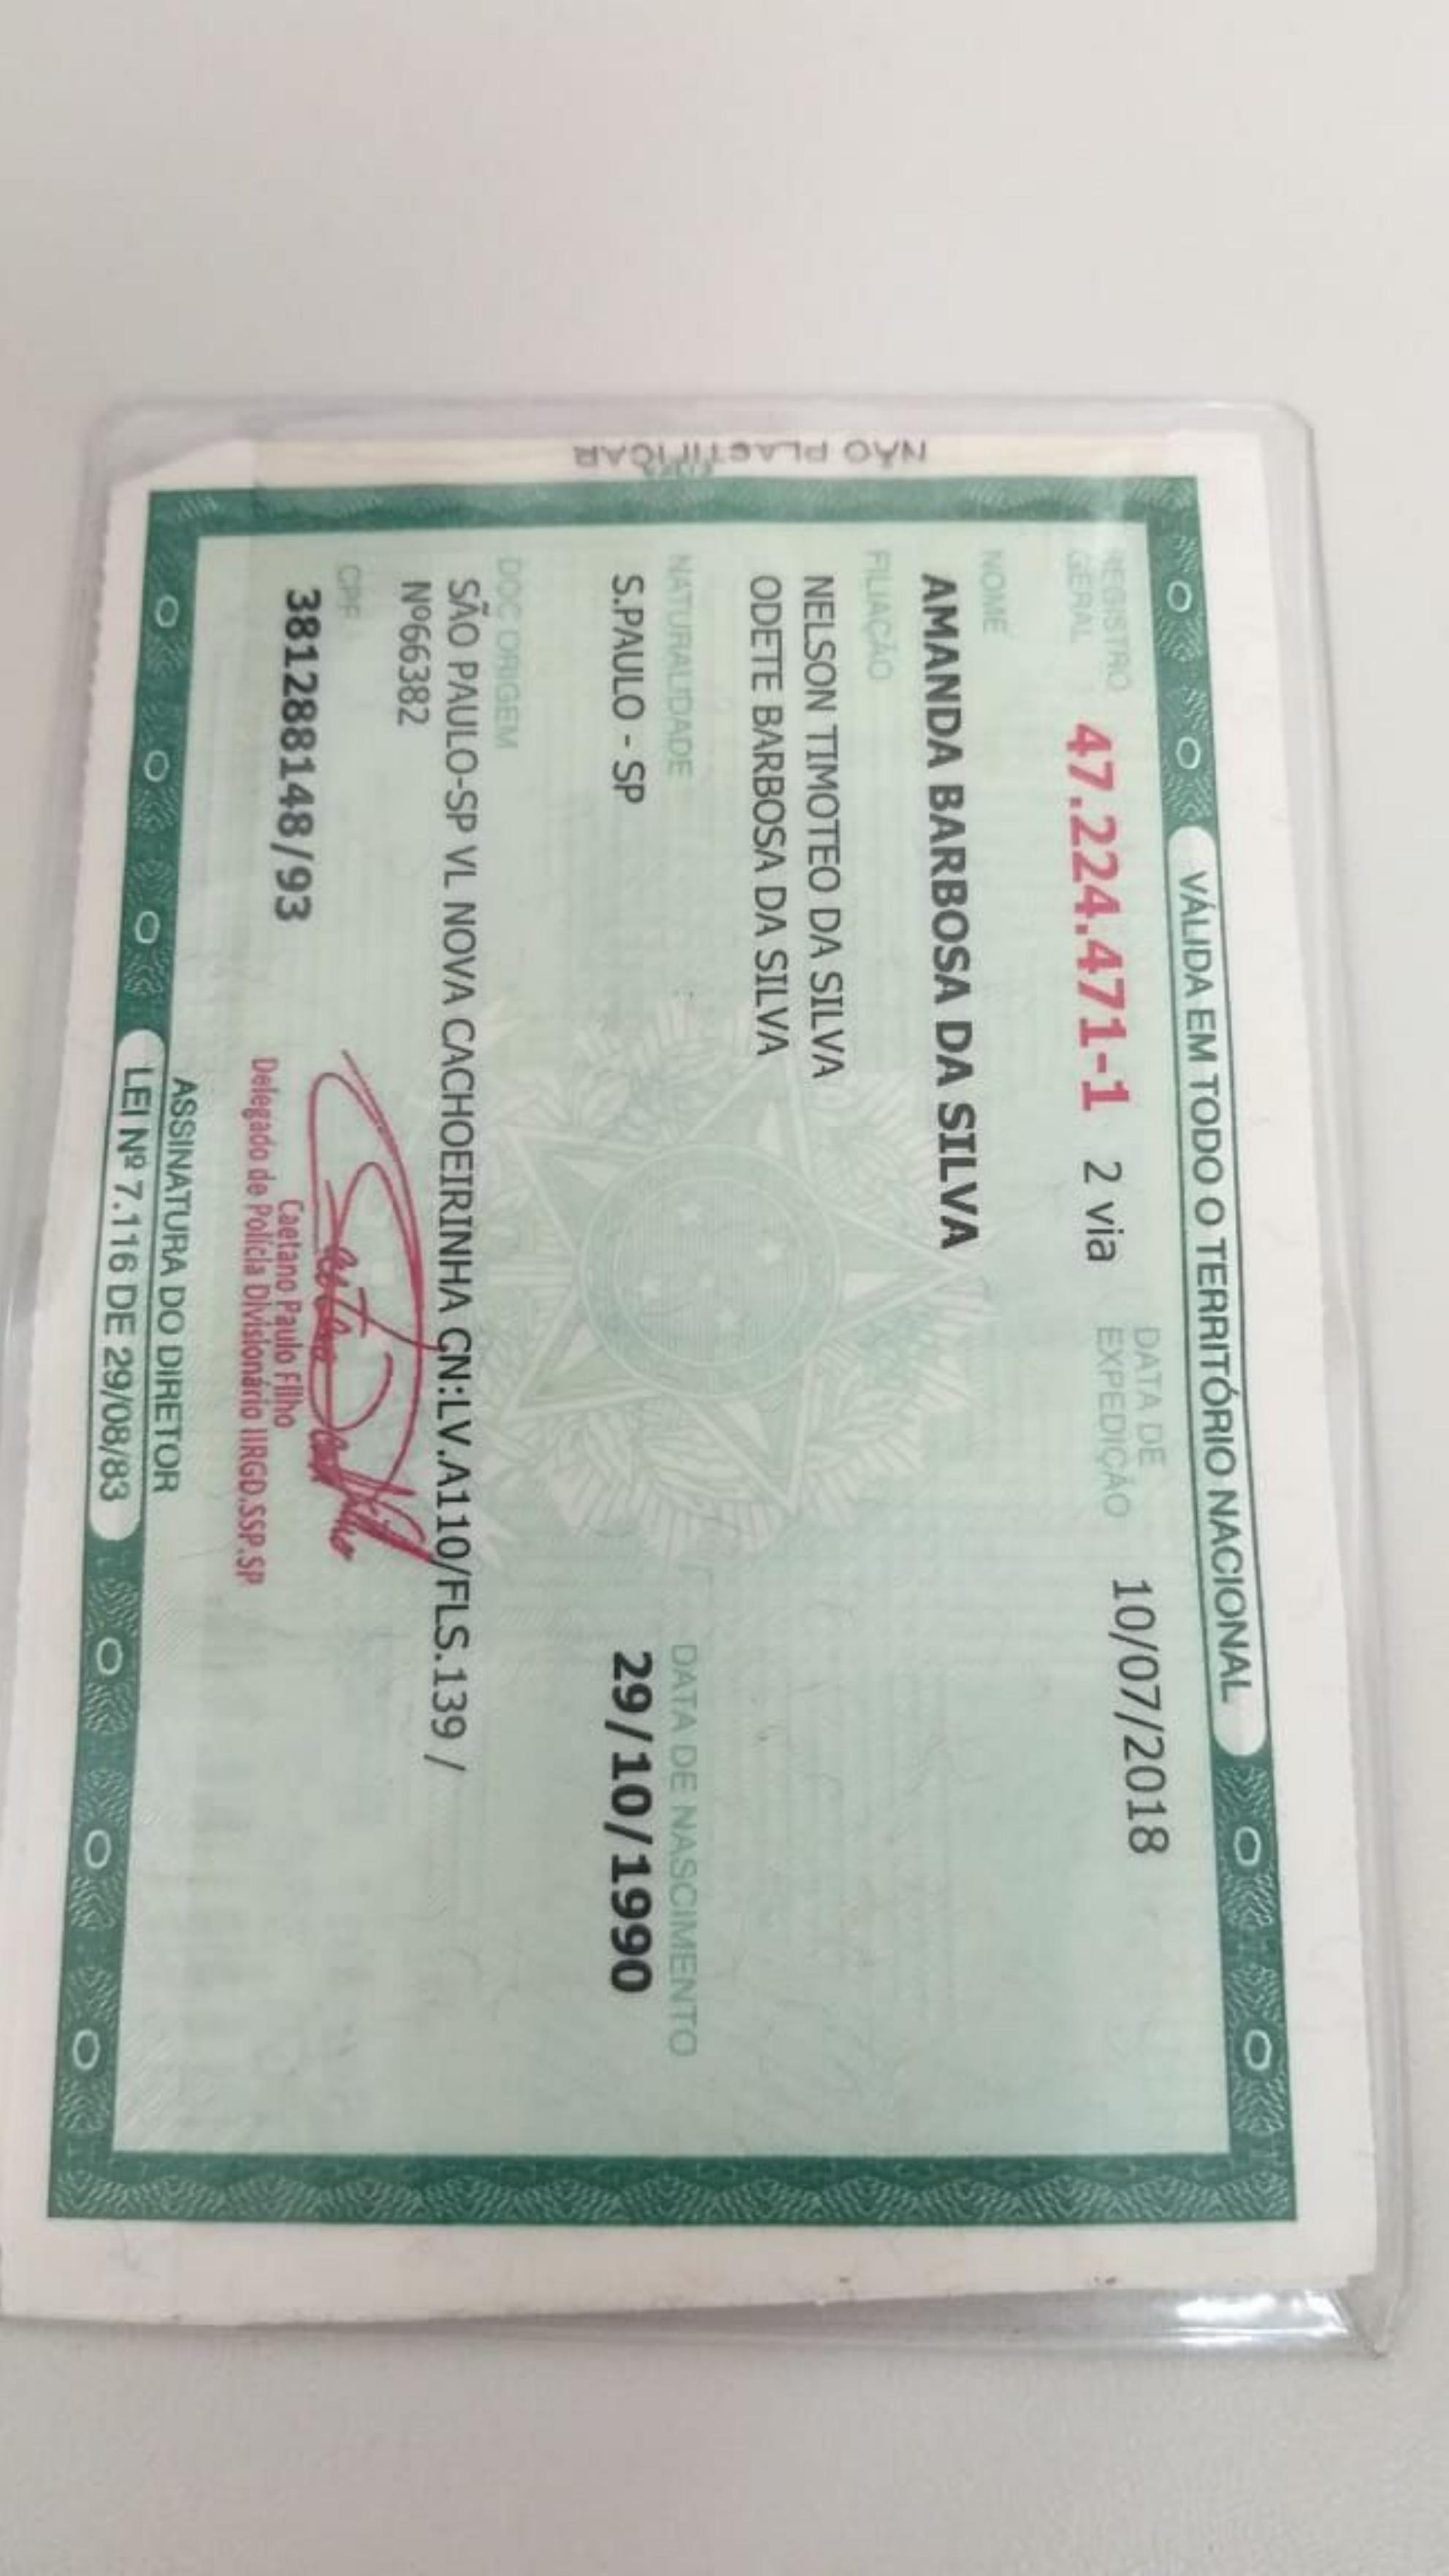 NÃO PLASTIFICAR
VÁLIDA EM TODO O TERRITÓRIO NACIONAL
REGISTRO GERAL 47.224.471-1 2 via DATA DE EXPEDIÇÃO 10/07/2018
NOME
AMANDA BARBOSA DA SILVA
FILIAÇÃO
NELSON TIMOTEO DA SILVA
ODETE BARBOSA DA SILVA
NATURALIDADE DATA DE NASCIMENTO
S.PAULO - SP 29/10/1990
DOC ORIGEM
SÃO PAULO-SP VL NOVA CACHOEIRINHA CN:LV.A110/FLS.139 /
Nº66382
CPF
381288148/93
Caetano Paulo Filho
Delegado de Polícia Divisionário IIRGD.SSP.SP
ASSINATURA DO DIRETOR
LEI Nº 7.116 DE 29/08/83